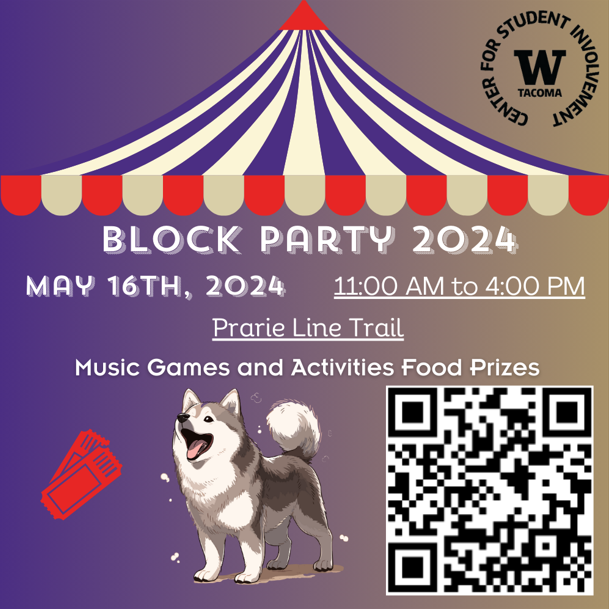 CENTER FOR STUDENT INVOLVEMENT
W
TACOMA
BLOCK PARTY 2024
MAY 16TH, 2024 11:00 AM to 4:00 PM
Prarie Line Trail
Music Games and Activities Food Prizes